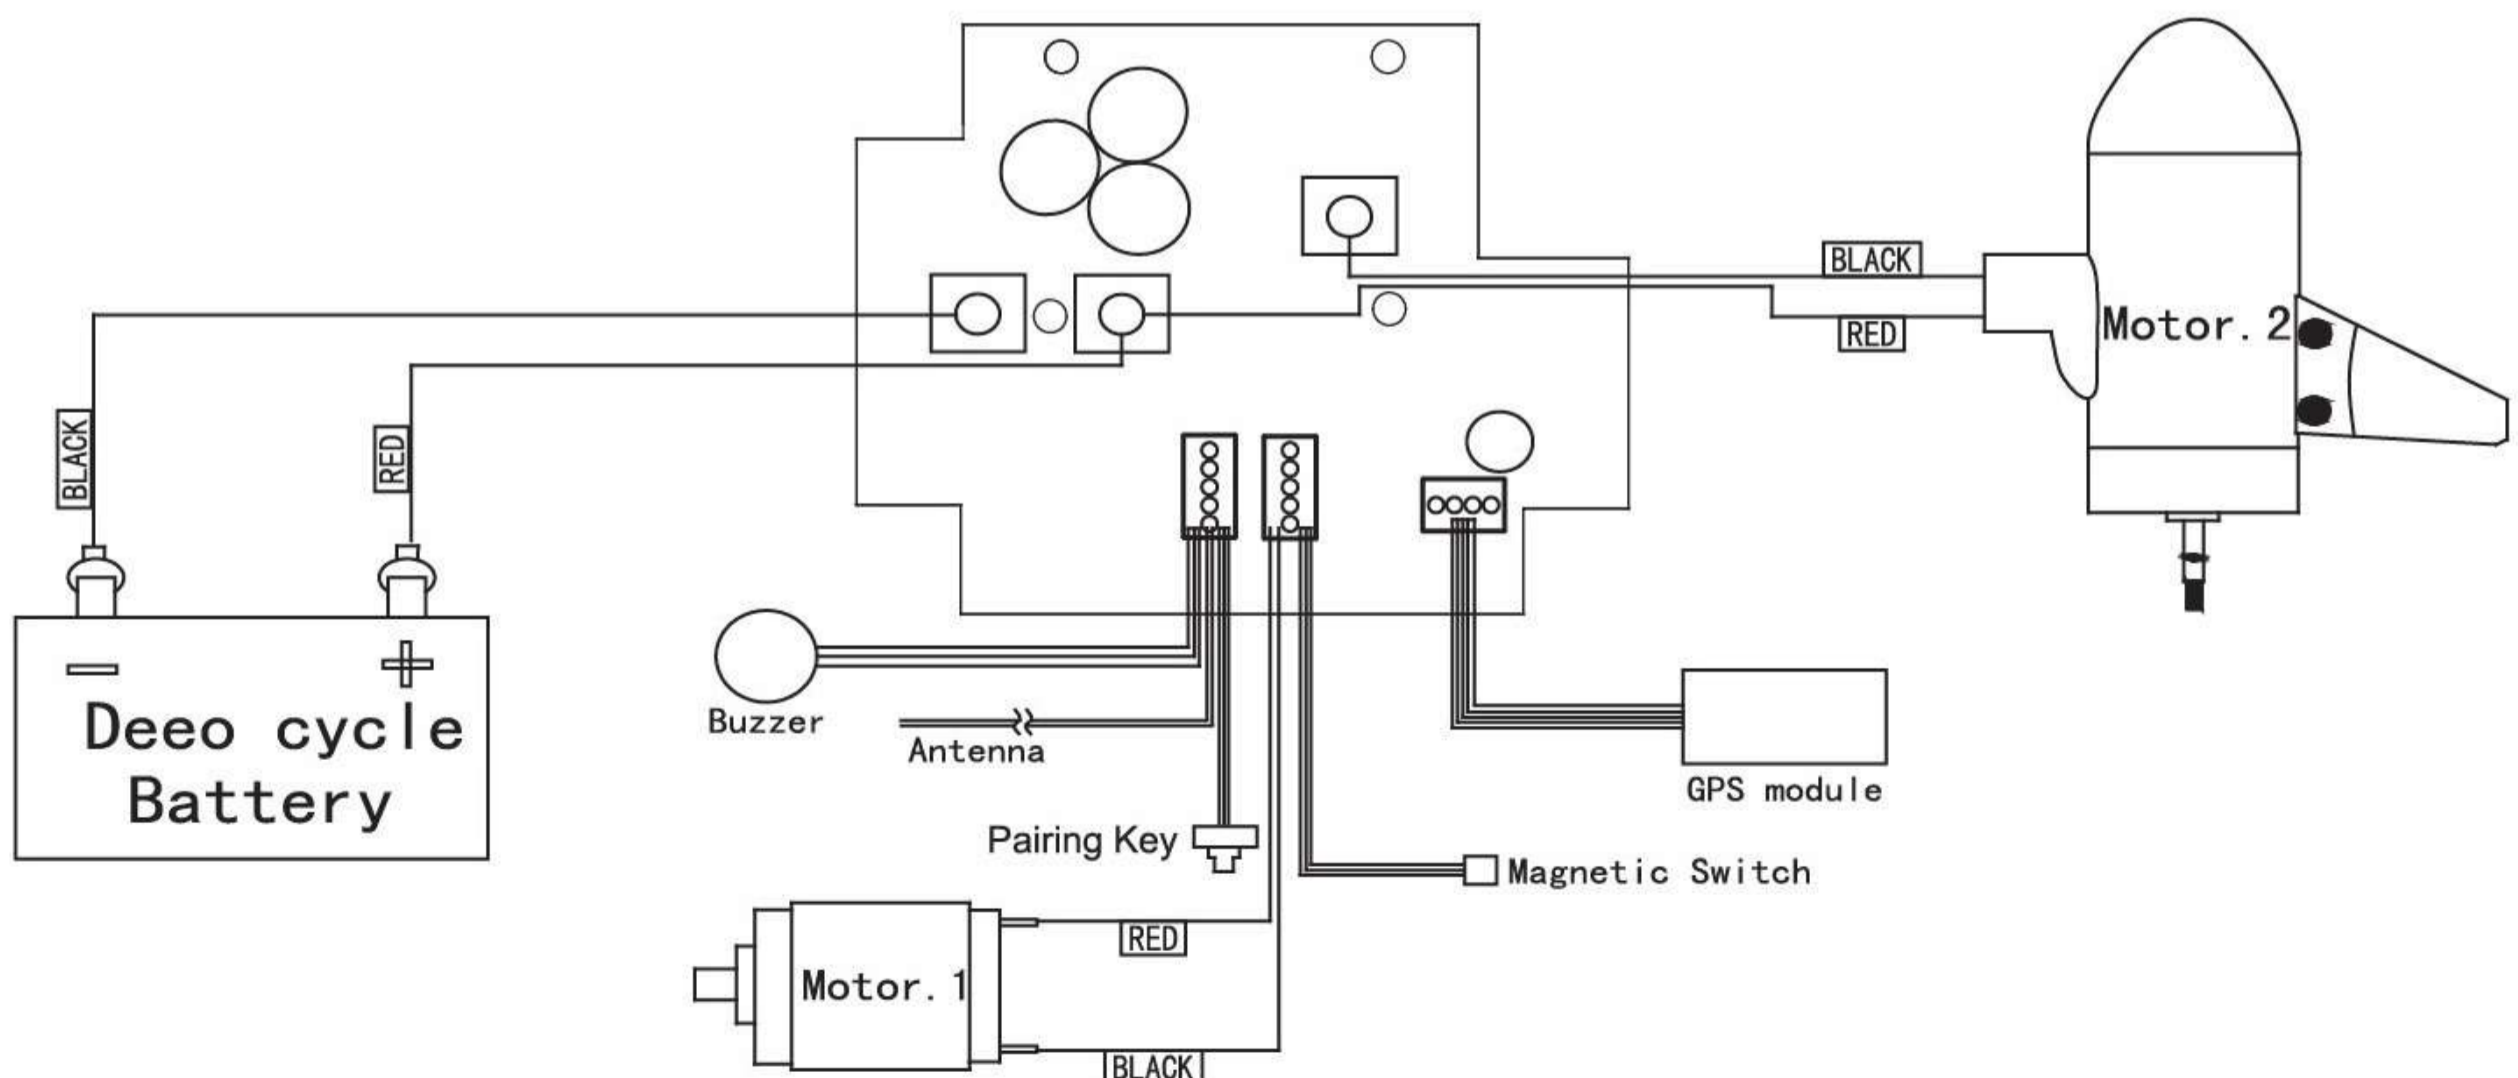 BLACK
RED
BLACK
RED
Motor. 2
－
＋
Deeo cycle
Battery
Buzzer
Antenna
GPS module
Pairing Key
Magnetic Switch
Motor. 1
RED
BLACK